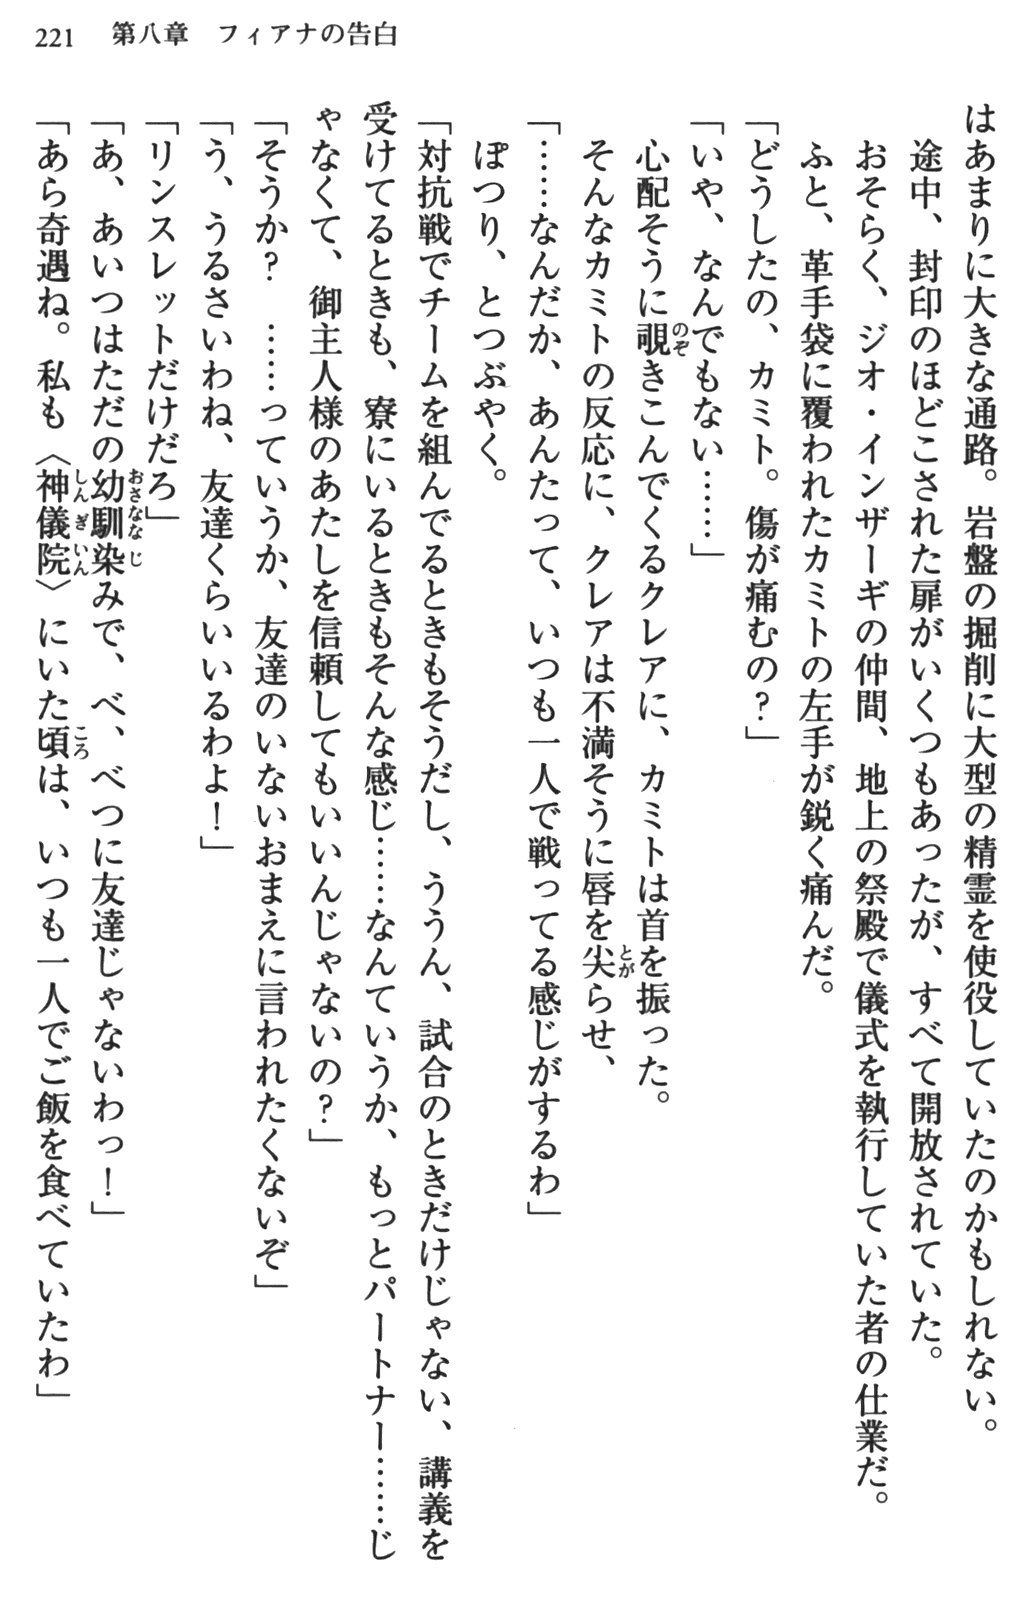 221　第八章　フィアナの告白
はあまりに大きな通路。岩盤の掘削に大型の精霊を使役していたのかもしれない。
　途中、封印のほどこされた扉がいくつもあったが、すべて開放されていた。
　おそらく、ジオ・インザーギの仲間、地上の祭殿で儀式を執行していた者の仕業だ。
　ふと、革手袋に覆われたカミトの左手が鋭く痛んだ。
「どうしたの、カミト。傷が痛むの？」
「いや、なんでもない……」
　心配そうに覗きこんでくるクレアに、カミトは首を振った。
　そんなカミトの反応に、クレアは不満そうに唇を尖らせ、
「……なんだか、あんたって、いつも一人で戦ってる感じがするわ」
　ぽつり、とつぶやく。
「対抗戦でチームを組んでるときもそうだし、ううん、試合のときだけじゃない、講義を
受けてるときも、寮にいるときもそんな感じ……なんていうか、もっとパートナー……じ
ゃなくて、御主人様のあたしを信頼してもいいんじゃないの？」
「そうか？　……っていうか、友達のいないおまえに言われたくないぞ」
「う、うるさいわね、友達くらいいるわよ！」
「リンスレットだけだろ」
「あ、あいつはただの幼馴染みで、べ、べつに友達じゃないわっ！」
「あら奇遇ね。私も〈神儀院〉にいた頃は、いつも一人でご飯を食べていたわ」